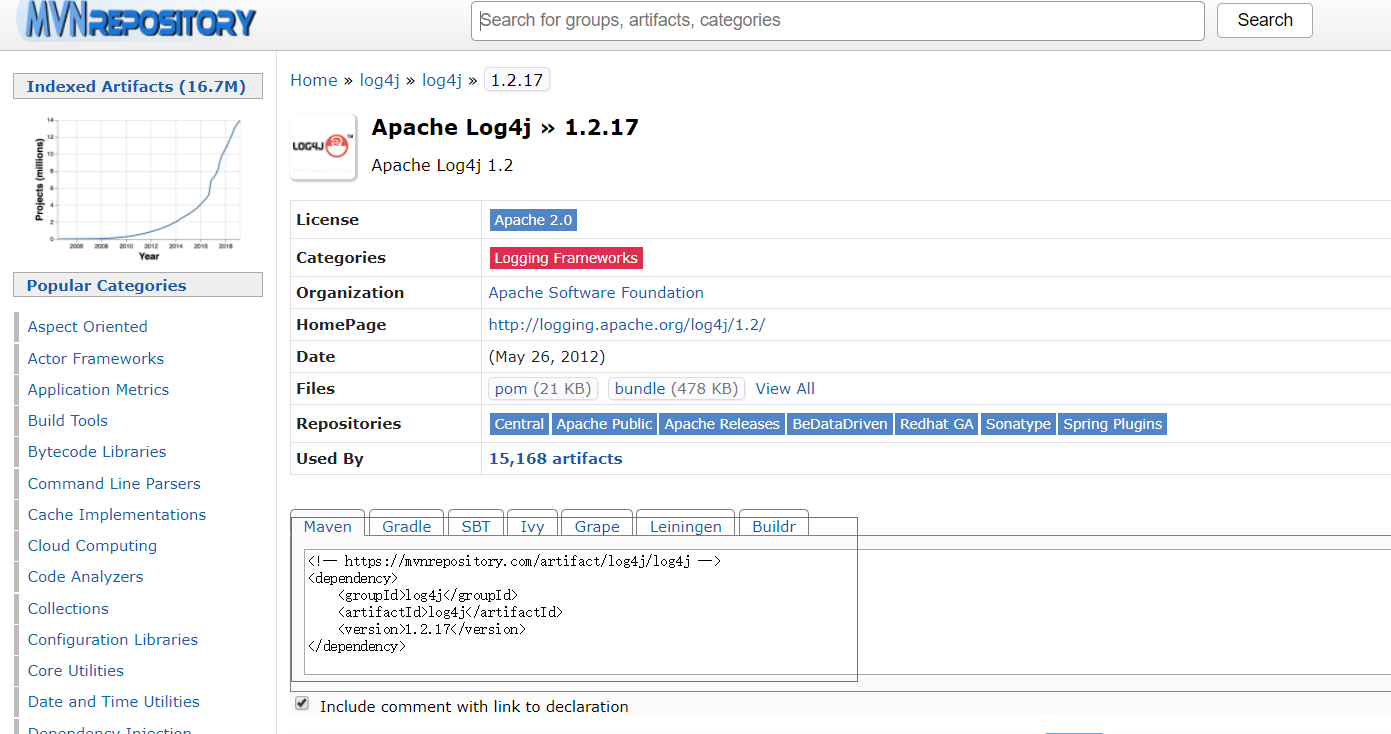 MVNREPOSITORY
Search for groups, artifacts, categories
Search
Indexed Artifacts (16.7M)
Projects (millions)
14
12
10
8
6
4
2
0
2006 2008 2010 2012 2014 2016 2018
Year
Popular Categories
Aspect Oriented
Actor Frameworks
Application Metrics
Build Tools
Bytecode Libraries
Command Line Parsers
Cache Implementations
Cloud Computing
Code Analyzers
Collections
Configuration Libraries
Core Utilities
Date and Time Utilities
Dependency Injection
Home » log4j » log4j » 1.2.17
LOG4J ™
Apache Log4j » 1.2.17
Apache Log4j 1.2
License Apache 2.0
Categories Logging Frameworks
Organization Apache Software Foundation
HomePage http://logging.apache.org/log4j/1.2/
Date (May 26, 2012)
Files pom (21 KB) bundle (478 KB) View All
Repositories Central Apache Public Apache Releases BeDataDriven Redhat GA Sonatype Spring Plugins
Used By 15,168 artifacts
Maven Gradle SBT Ivy Grape Leiningen Buildr
<!-- https://mvnrepository.com/artifact/log4j/log4j -->
<dependency>
    <groupId>log4j</groupId>
    <artifactId>log4j</artifactId>
    <version>1.2.17</version>
</dependency>
Include comment with link to declaration